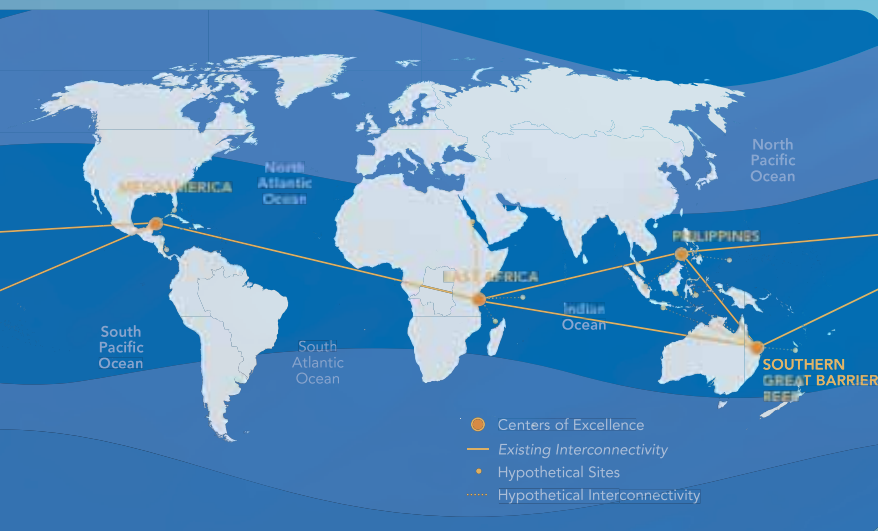 North
Pacific
Ocean
North
Atlantic
Ocean
MESOAMERICA
PHILIPPINES
EAST AFRICA
Indian
Ocean
South
Pacific
Ocean
South
Atlantic
Ocean
SOUTHERN
GREAT BARRIER
REEF
Centers of Excellence
Existing Interconnectivity
Hypothetical Sites
Hypothetical Interconnectivity